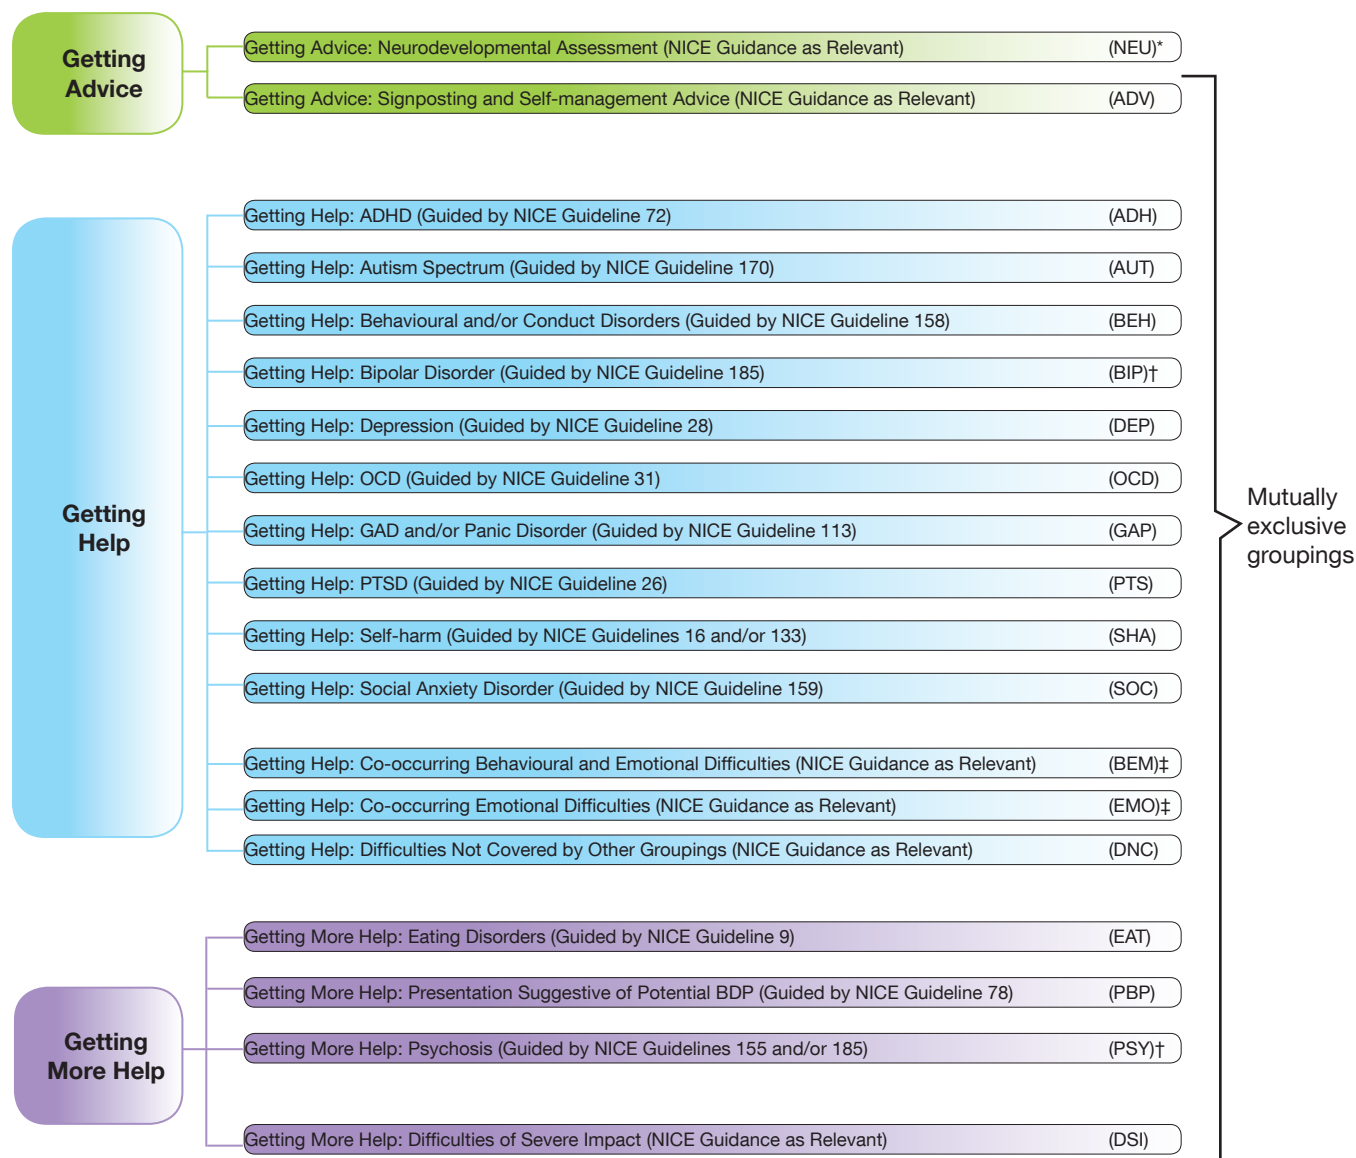 Getting
Advice
Getting Advice: Neurodevelopmental Assessment (NICE Guidance as Relevant) (NEU)*
Getting Advice: Signposting and Self-management Advice (NICE Guidance as Relevant) (ADV)
Getting
Help
Getting Help: ADHD (Guided by NICE Guideline 72) (ADH)
Getting Help: Autism Spectrum (Guided by NICE Guideline 170) (AUT)
Getting Help: Behavioural and/or Conduct Disorders (Guided by NICE Guideline 158) (BEH)
Getting Help: Bipolar Disorder (Guided by NICE Guideline 185) (BIP)†
Getting Help: Depression (Guided by NICE Guideline 28) (DEP)
Getting Help: OCD (Guided by NICE Guideline 31) (OCD)
Getting Help: GAD and/or Panic Disorder (Guided by NICE Guideline 113) (GAP)
Getting Help: PTSD (Guided by NICE Guideline 26) (PTS)
Getting Help: Self-harm (Guided by NICE Guidelines 16 and/or 133) (SHA)
Getting Help: Social Anxiety Disorder (Guided by NICE Guideline 159) (SOC)
Getting Help: Co-occurring Behavioural and Emotional Difficulties (NICE Guidance as Relevant) (BEM)‡
Getting Help: Co-occurring Emotional Difficulties (NICE Guidance as Relevant) (EMO)‡
Getting Help: Difficulties Not Covered by Other Groupings (NICE Guidance as Relevant) (DNC)
Getting
More Help
Getting More Help: Eating Disorders (Guided by NICE Guideline 9) (EAT)
Getting More Help: Presentation Suggestive of Potential BDP (Guided by NICE Guideline 78) (PBP)
Getting More Help: Psychosis (Guided by NICE Guidelines 155 and/or 185) (PSY)†
Getting More Help: Difficulties of Severe Impact (NICE Guidance as Relevant) (DSI)
Mutually
exclusive
groupings